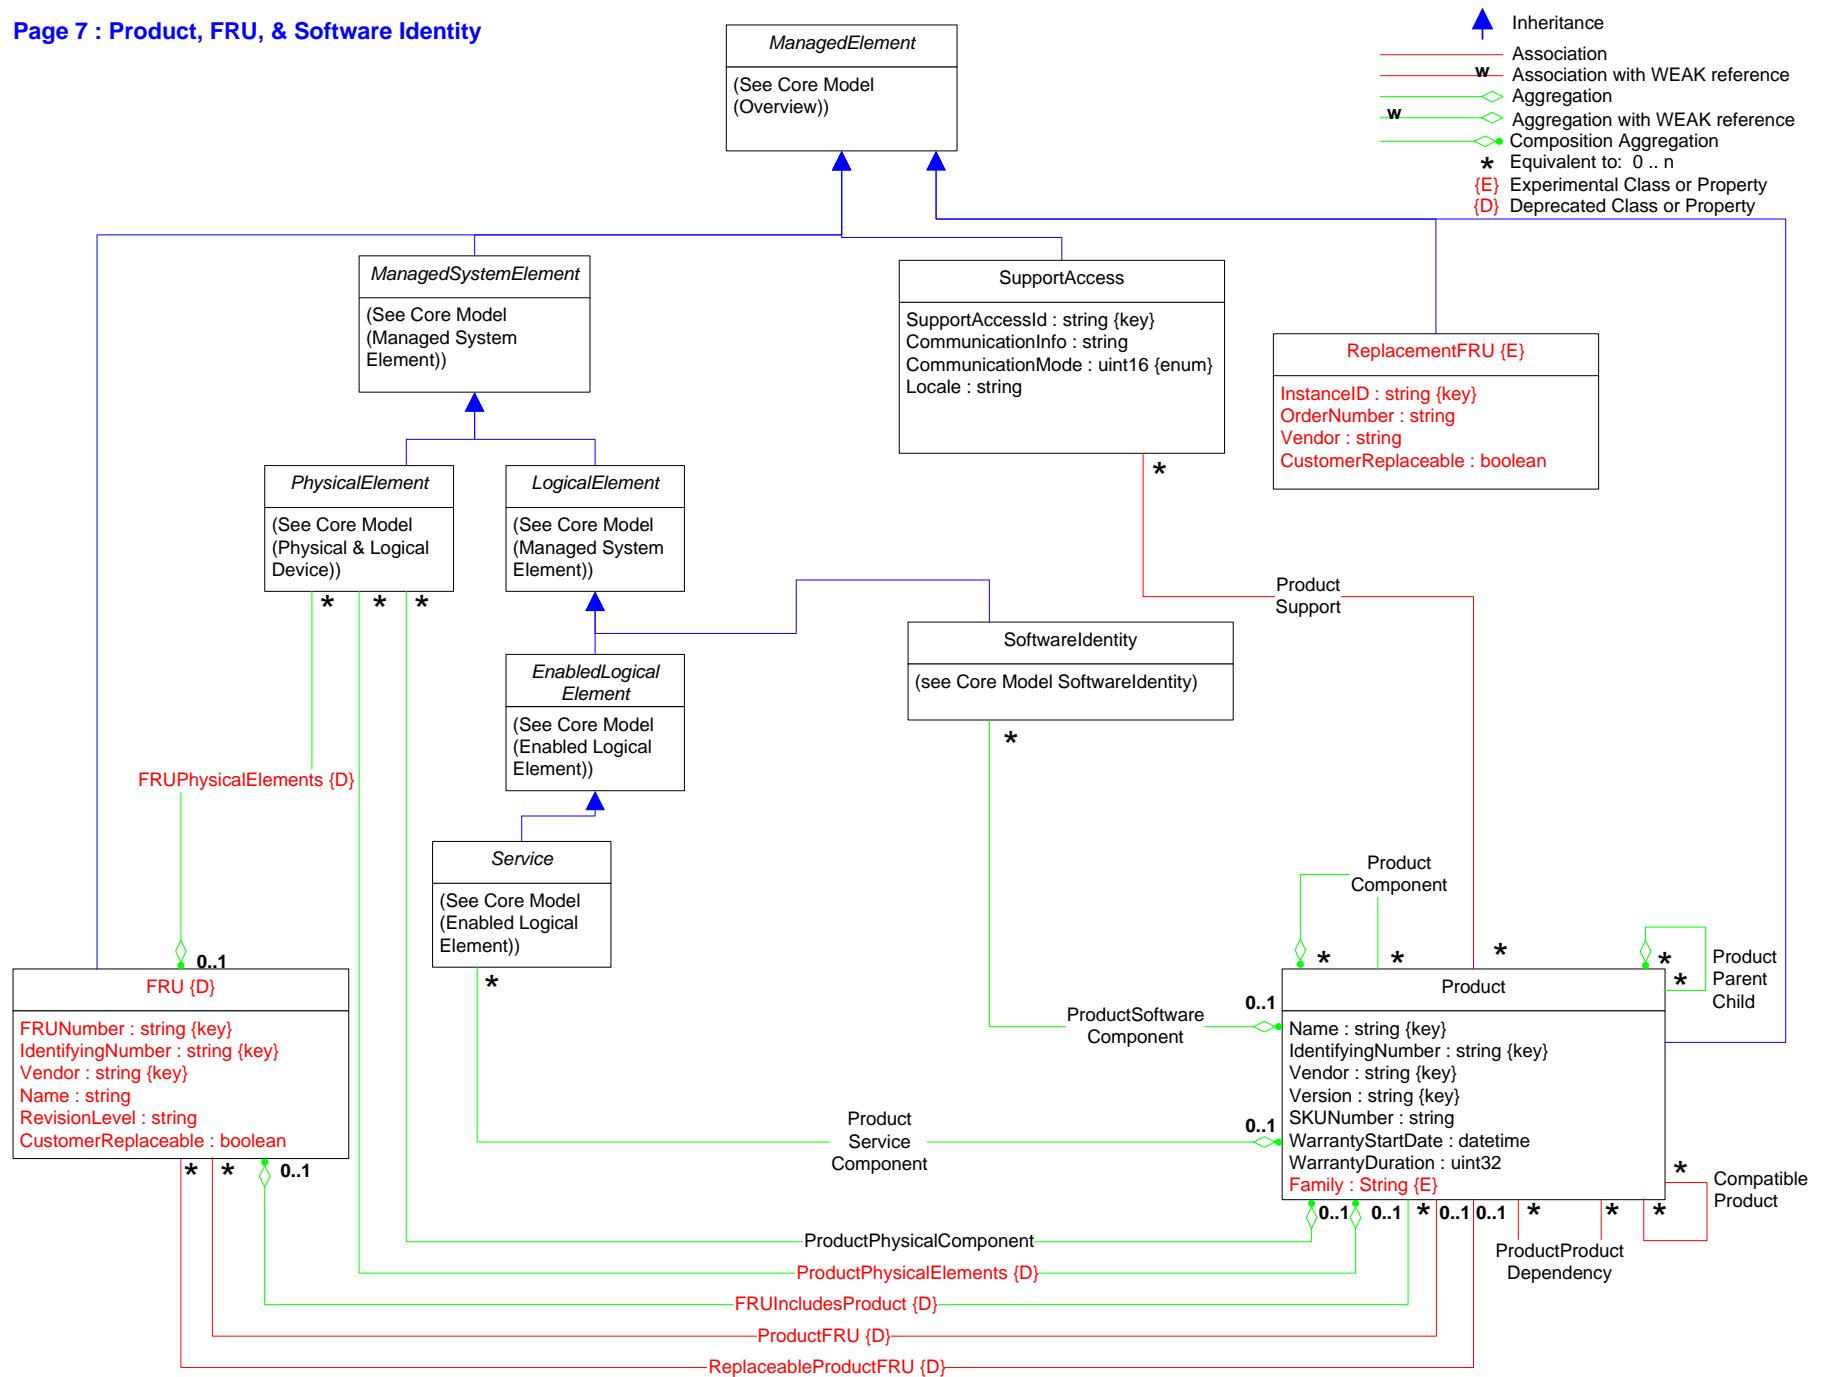 Page 7 : Product, FRU, & Software Identity
Inheritance
Association
w
Association with WEAK reference
Aggregation
w
Aggregation with WEAK reference
Composition Aggregation
* Equivalent to: 0 .. n
{E} Experimental Class or Property
{D} Deprecated Class or Property
ManagedElement
(See Core Model
(Overview))
ManagedSystemElement
(See Core Model
(Managed System
Element))
SupportAccess
SupportAccessId : string {key}
CommunicationInfo : string
CommunicationMode : uint16 {enum}
Locale : string
*
ReplacementFRU {E}
InstanceID : string {key}
OrderNumber : string
Vendor : string
CustomerReplaceable : boolean
PhysicalElement
(See Core Model
(Physical & Logical
Device))
* * *
LogicalElement
(See Core Model
(Managed System
Element))
Product
Support
SoftwareIdentity
(see Core Model SoftwareIdentity)
*
EnabledLogical
Element
(See Core Model
(Enabled Logical
Element))
FRUPhysicalElements {D}
Service
(See Core Model
(Enabled Logical
Element))
*
Product
Component
* * * * *
Product
Parent
Child
0..1
FRU {D}
FRUNumber : string {key}
IdentifyingNumber : string {key}
Vendor : string {key}
Name : string
RevisionLevel : string
CustomerReplaceable : boolean
* * 0..1
ProductSoftware
Component
0..1
Product
Service
Component
0..1
Product
Name : string {key}
IdentifyingNumber : string {key}
Vendor : string {key}
Version : string {key}
SKUNumber : string
WarrantyStartDate : datetime
WarrantyDuration : uint32
Family : String {E}
*
Compatible
Product
0..1 0..1 * 0..1 0..1 * * *
ProductProduct
Dependency
ProductPhysicalComponent
ProductPhysicalElements {D}
FRUIncludesProduct {D}
ProductFRU {D}
ReplaceableProductFRU {D}